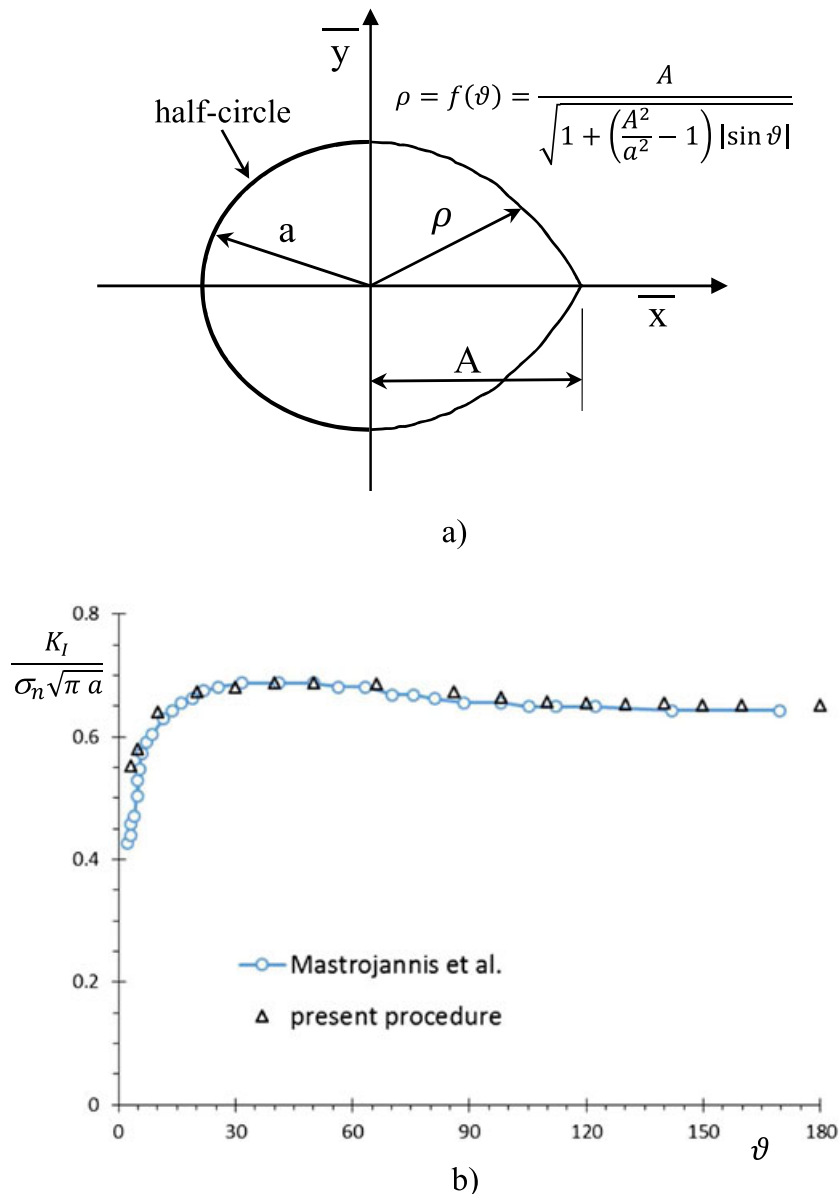 y
half-circle
ρ = f(ϑ) = A / √(1 + (A²/a² − 1) |sin ϑ|)
a
ρ
x
A
a)
K_I / σ_n√(π a)
0.8
0.6
0.4
0.2
0
Mastrojannis et al.
present procedure
0 30 60 90 120 150 180
ϑ
b)